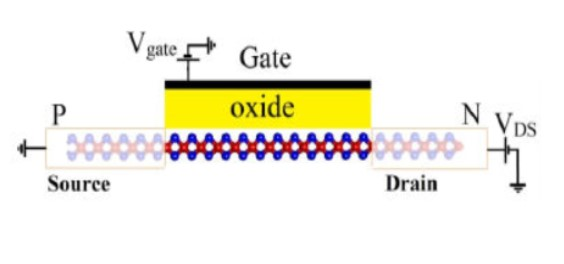 Vgate
Gate
oxide
P
N
VDS
Source
Drain